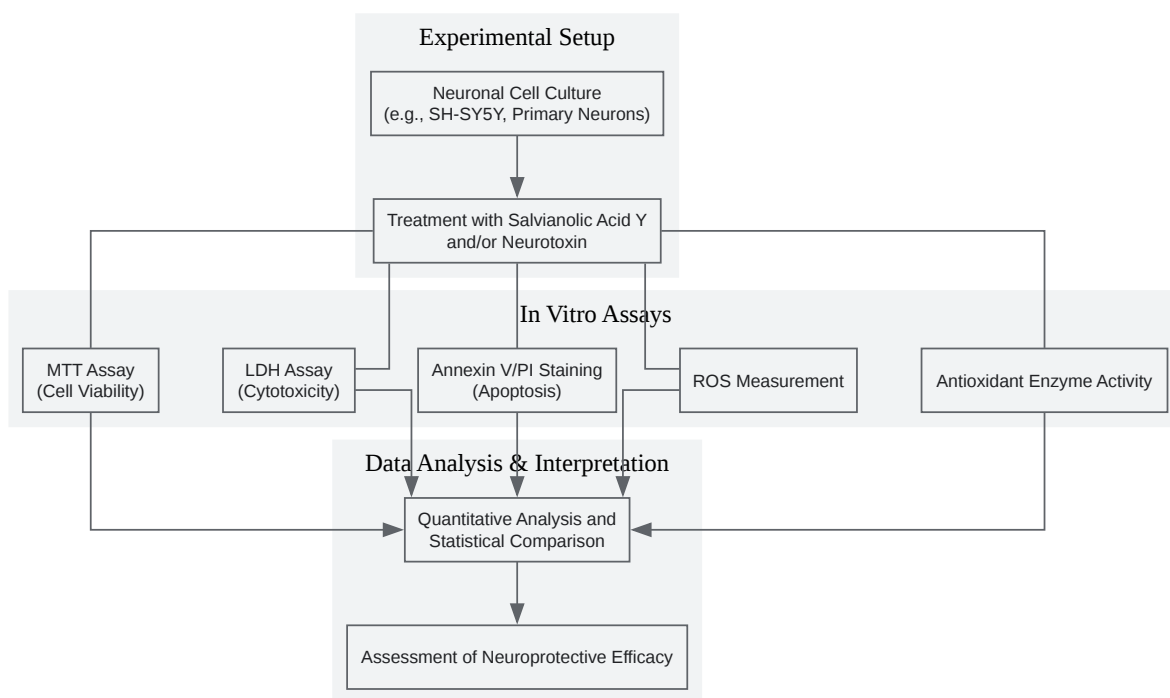 Experimental Setup
Neuronal Cell Culture
(e.g., SH-SY5Y, Primary Neurons)
Treatment with Salvianolic Acid Y
and/or Neurotoxin
In Vitro Assays
MTT Assay
(Cell Viability)
LDH Assay
(Cytotoxicity)
Annexin V/PI Staining
(Apoptosis)
ROS Measurement
Antioxidant Enzyme Activity
Data Analysis & Interpretation
Quantitative Analysis and
Statistical Comparison
Assessment of Neuroprotective Efficacy